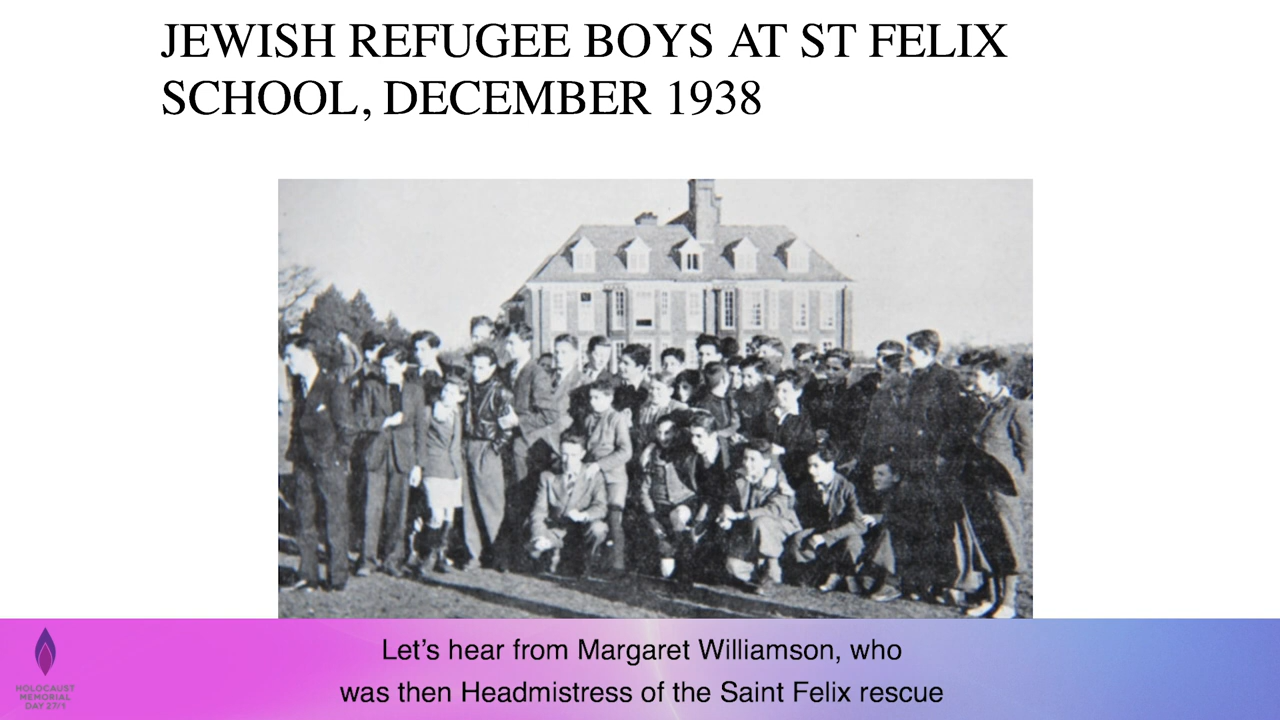 JEWISH REFUGEE BOYS AT ST FELIX
SCHOOL, DECEMBER 1938
Let's hear from Margaret Williamson, who
was then Headmistress of the Saint Felix rescue
HOLOCAUST
MEMORIAL
DAY 27/1